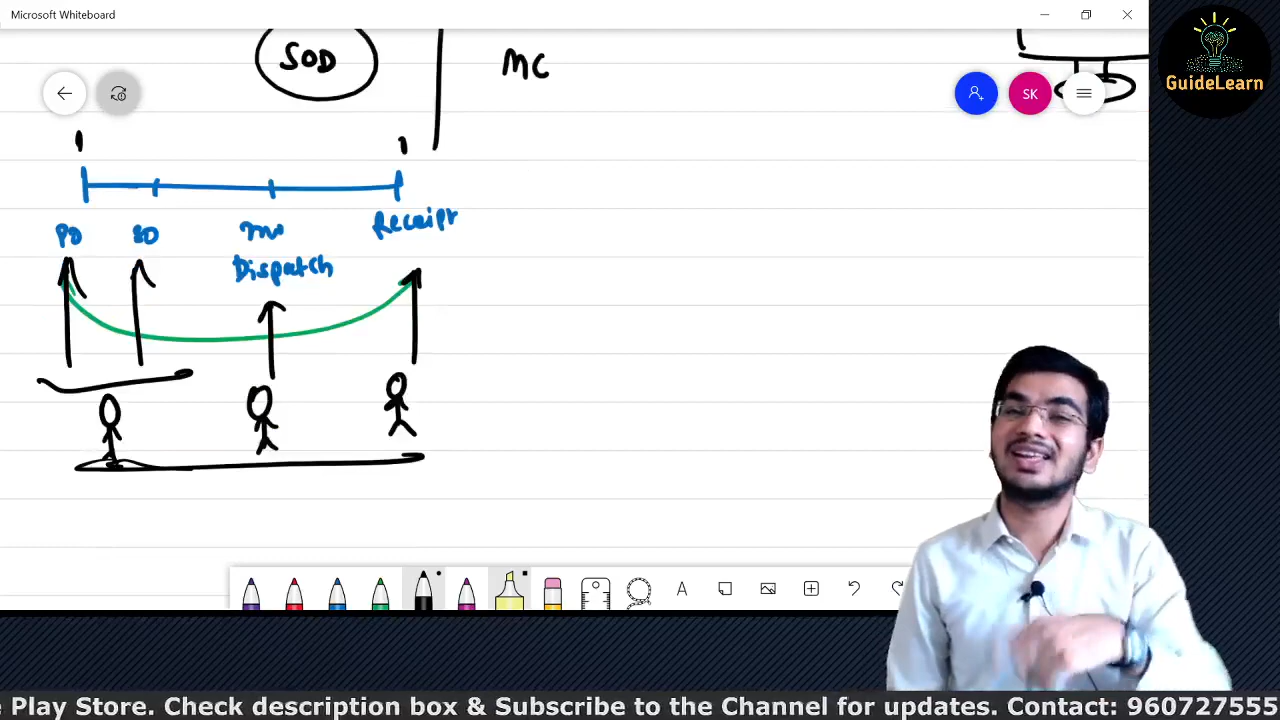 Microsoft Whiteboard
SOD
MC
SK
GuideLearn
PO
SO
Receipt
Dispatch
A
e Play Store. Check description box & Subscribe to the Channel for updates. Contact: 960727555